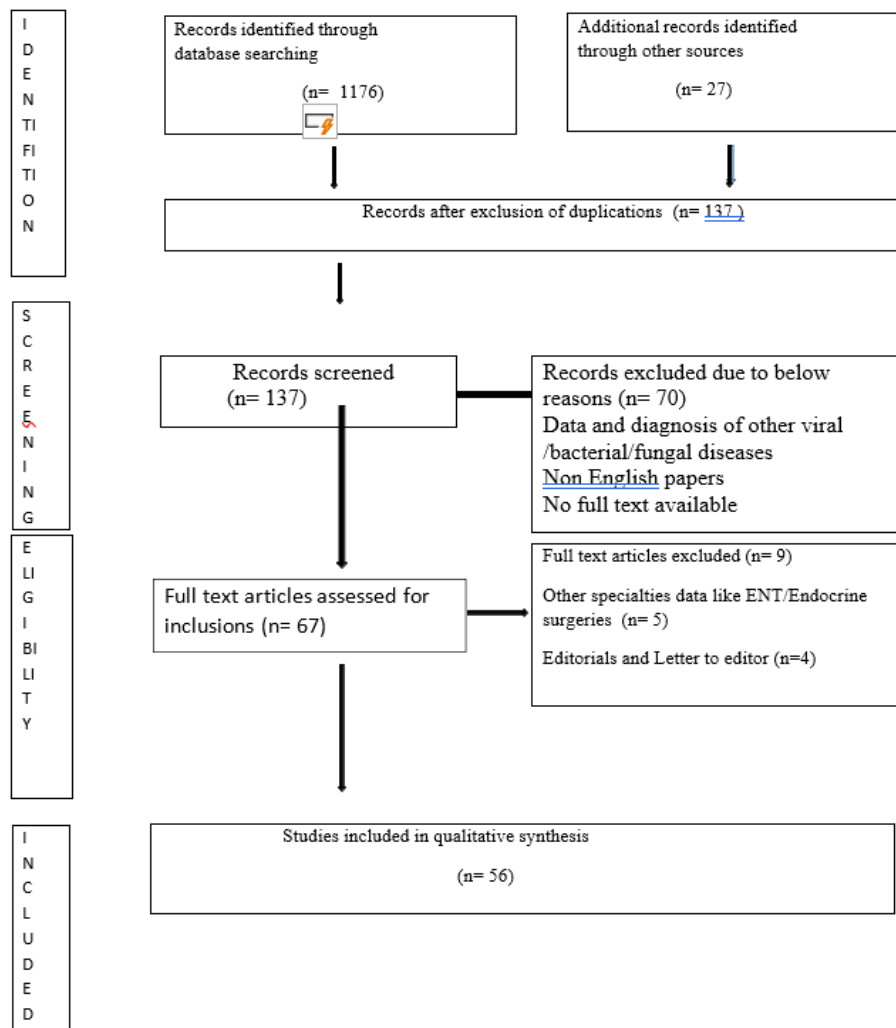 I
D
E
N
TI
FI
TI
O
N
Records identified through
database searching
(n= 1176)
Additional records identified
through other sources
(n= 27)
Records after exclusion of duplications (n= 137 )
S
C
R
E
E
N
I
N
G
Records screened
(n= 137)
Records excluded due to below
reasons (n= 70)
Data and diagnosis of other viral
/bacterial/fungal diseases
Non English papers
No full text available
E
LI
G
I
BI
LI
T
Y
Full text articles assessed for
inclusions (n= 67)
Full text articles excluded (n= 9)
Other specialties data like ENT/Endocrine
surgeries (n= 5)
Editorials and Letter to editor (n=4)
I
N
C
L
U
D
E
D
Studies included in qualitative synthesis
(n= 56)